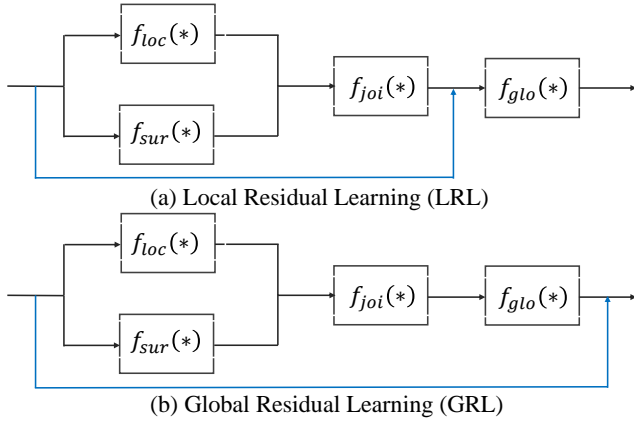 f_loc(*)
f_joi(*) f_glo(*)
f_sur(*)
(a) Local Residual Learning (LRL)
f_loc(*)
f_joi(*) f_glo(*)
f_sur(*)
(b) Global Residual Learning (GRL)